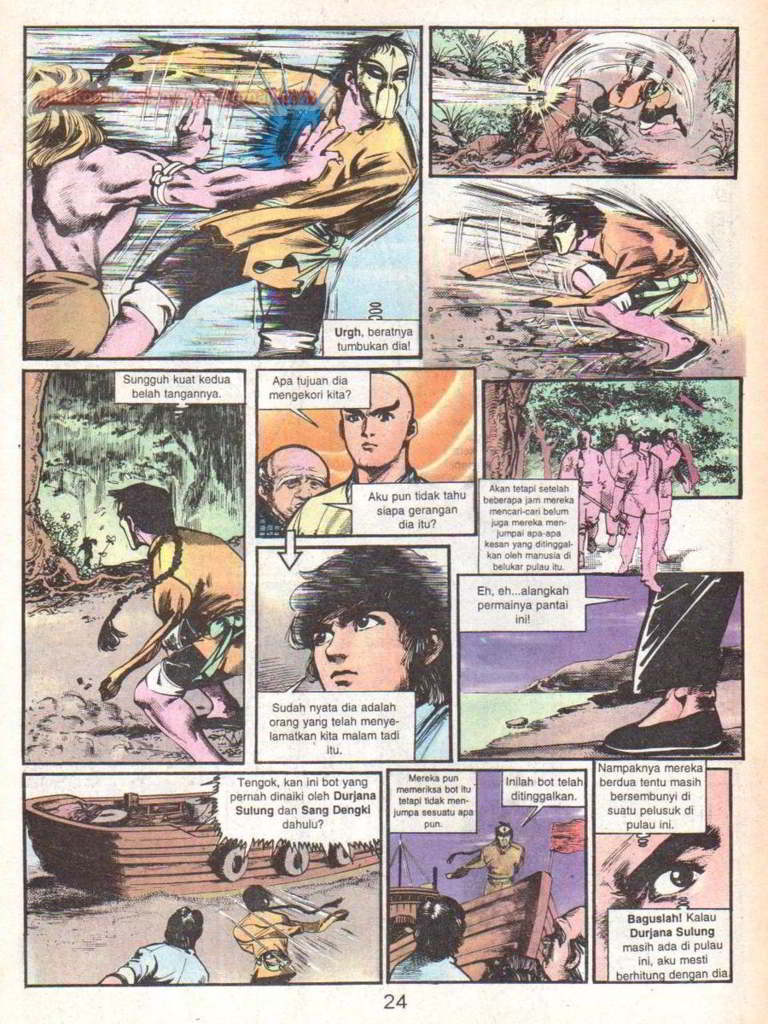 Urgh, beratnya
tumbukan dia!
Sungguh kuat kedua
belah tangannya.
Apa tujuan dia
mengekori kita?
Aku pun tidak tahu
siapa gerangan
dia itu?
Sudah nyata dia adalah
orang yang telah menye-
lamatkan kita malam tadi
itu.
Akan tetapi setelah
beberapa jam mereka
mencari-cari belum
juga mereka men-
jumpai apa-apa
kesan yang ditinggal-
kan oleh manusia di
belukar pulau itu.
Eh, eh...alangkah
permainya pantai
ini!
Tengok, kan ini bot yang
pernah dinaiki oleh Durjana
Sulung dan Sang Dengki
dahulu?
Mereka pun
memeriksa bot itu
tetapi tidak men-
jumpa sesuatu apa
pun.
Inilah bot telah
ditinggalkan.
Nampaknya mereka
berdua tentu masih
bersembunyi di
suatu pelusuk di
pulau ini.
Baguslah! Kalau
Durjana Sulung
masih ada di pulau
ini, aku mesti
berhitung dengan dia.
24